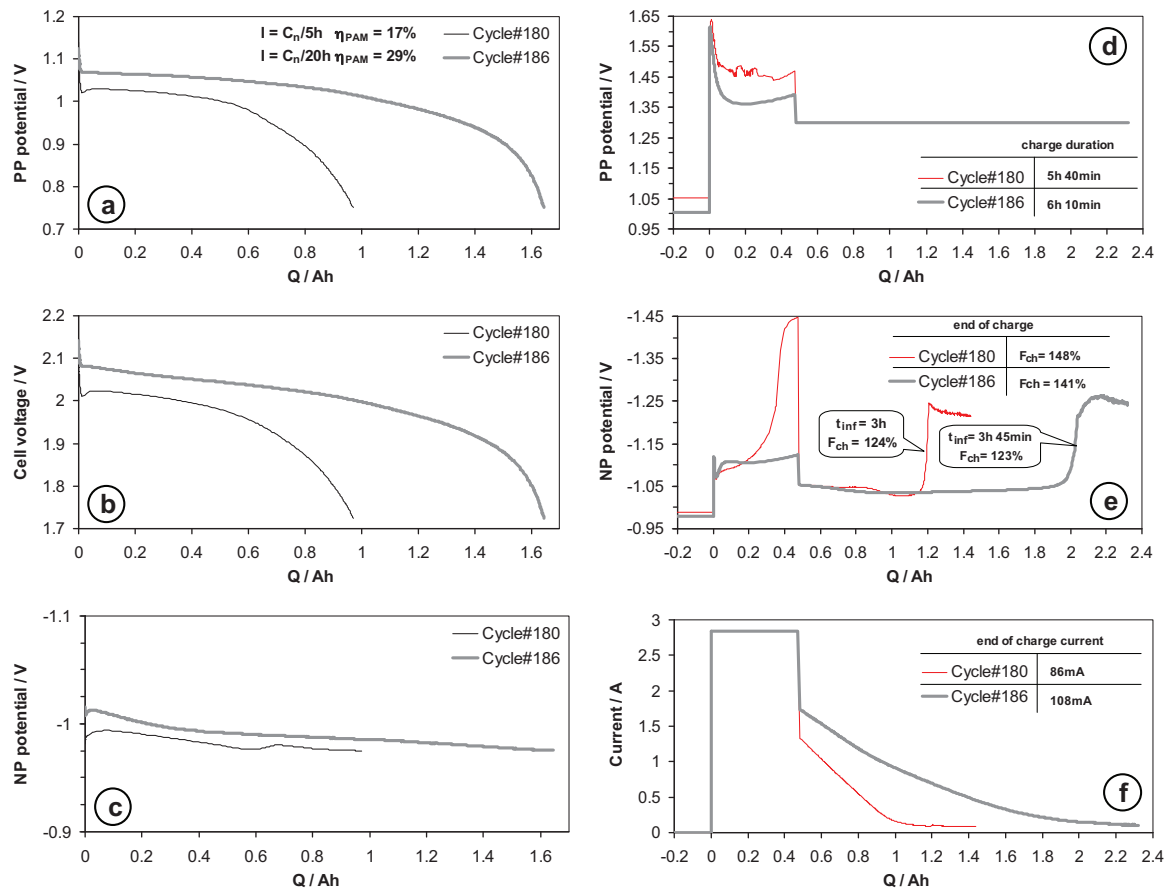 1.2
1.1
1
0.9
0.8
0.7
PP potential / V
I = Cn/5h ηPAM = 17%
I = Cn/20h ηPAM = 29%
Cycle#180
Cycle#186
a
0 0.2 0.4 0.6 0.8 1 1.2 1.4 1.6
Q / Ah
1.65
1.55
1.45
1.35
1.25
1.15
1.05
0.95
PP potential / V
d
charge duration
Cycle#180 5h 40min
Cycle#186 6h 10min
-0.2 0 0.2 0.4 0.6 0.8 1 1.2 1.4 1.6 1.8 2 2.2 2.4
Q / Ah
2.2
2.1
2
1.9
1.8
1.7
Cell voltage / V
Cycle#180
Cycle#186
b
0 0.2 0.4 0.6 0.8 1 1.2 1.4 1.6
Q / Ah
-1.45
-1.35
-1.25
-1.15
-1.05
-0.95
NP potential / V
end of charge
Cycle#180 Fch= 148%
Cycle#186 Fch= 141%
tinf= 3h
Fch= 124%
tinf= 3h 45min
Fch= 123%
e
-0.2 0 0.2 0.4 0.6 0.8 1 1.2 1.4 1.6 1.8 2 2.2 2.4
Q / Ah
-1.1
-1
-0.9
NP potential / V
Cycle#180
Cycle#186
c
0 0.2 0.4 0.6 0.8 1 1.2 1.4 1.6
Q / Ah
3
2.5
2
1.5
1
0.5
0
Current / A
end of charge current
Cycle#180 86mA
Cycle#186 108mA
f
-0.2 0 0.2 0.4 0.6 0.8 1 1.2 1.4 1.6 1.8 2 2.2 2.4
Q / Ah